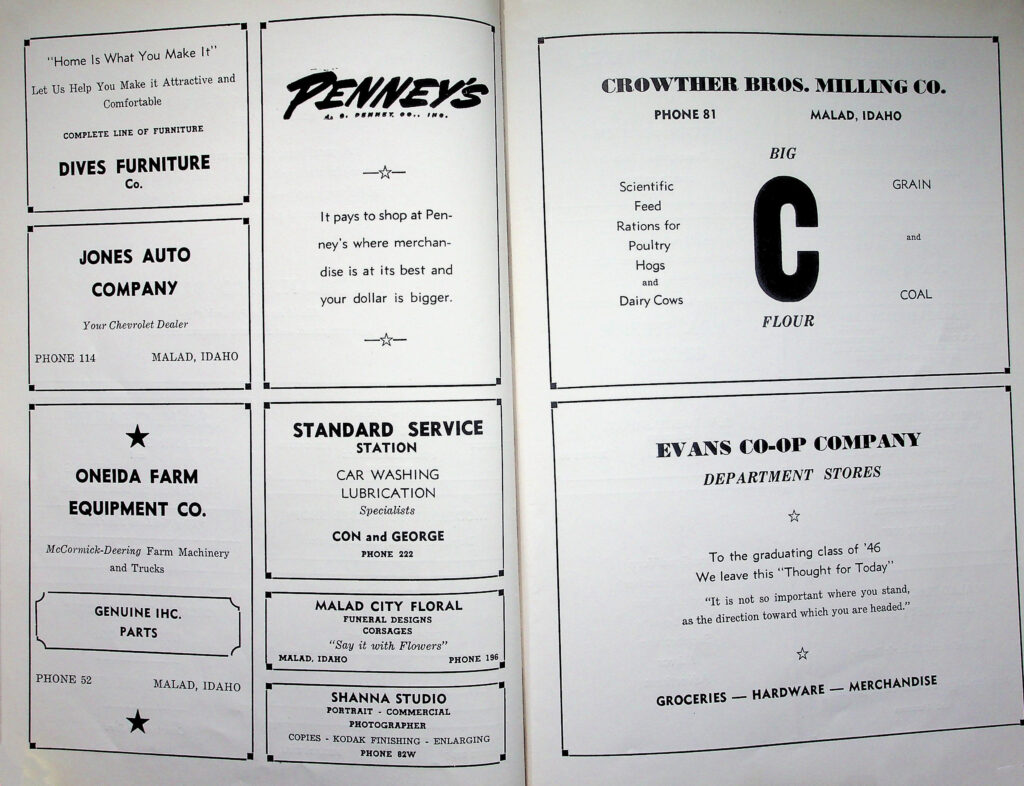 "Home Is What You Make It"
Let Us Help You Make it Attractive and
Comfortable
COMPLETE LINE OF FURNITURE
DIVES FURNITURE
Co.
JONES AUTO
COMPANY
Your Chevrolet Dealer
PHONE 114 MALAD, IDAHO
★
ONEIDA FARM
EQUIPMENT CO.
McCormick-Deering Farm Machinery
and Trucks
GENUINE IHC.
PARTS
PHONE 52 MALAD, IDAHO
★
PENNEY'S
J. C. PENNEY, CO., INC.
☆
It pays to shop at Pen-
ney's where merchan-
dise is at its best and
your dollar is bigger.
☆
STANDARD SERVICE
STATION
CAR WASHING
LUBRICATION
Specialists
CON and GEORGE
PHONE 222
MALAD CITY FLORAL
FUNERAL DESIGNS
CORSAGES
"Say it with Flowers"
MALAD, IDAHO PHONE 196
SHANNA STUDIO
PORTRAIT - COMMERCIAL
PHOTOGRAPHER
COPIES - KODAK FINISHING - ENLARGING
PHONE 82W
CROWTHER BROS. MILLING CO.
PHONE 81 MALAD, IDAHO
Scientific
Feed
Rations for
Poultry
Hogs
and
Dairy Cows
BIG
C
FLOUR
GRAIN
and
COAL
EVANS CO-OP COMPANY
DEPARTMENT STORES
☆
To the graduating class of '46
We leave this "Thought for Today"
"It is not so important where you stand,
as the direction toward which you are headed."
☆
GROCERIES — HARDWARE — MERCHANDISE